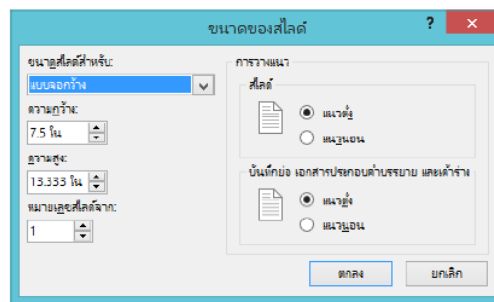 ขนาดของสไลด์
?
×
ขนาดสไลด์สำหรับ:
แบบจอกว้าง
ความกว้าง:
7.5 ใน
ความสูง:
13.333 ใน
หมายเลขสไลด์จาก:
1
การวางแนว
สไลด์
แนวตั้ง
แนวนอน
บันทึกย่อ เอกสารประกอบคำบรรยาย และเค้าร่าง
แนวตั้ง
แนวนอน
ตกลง
ยกเลิก